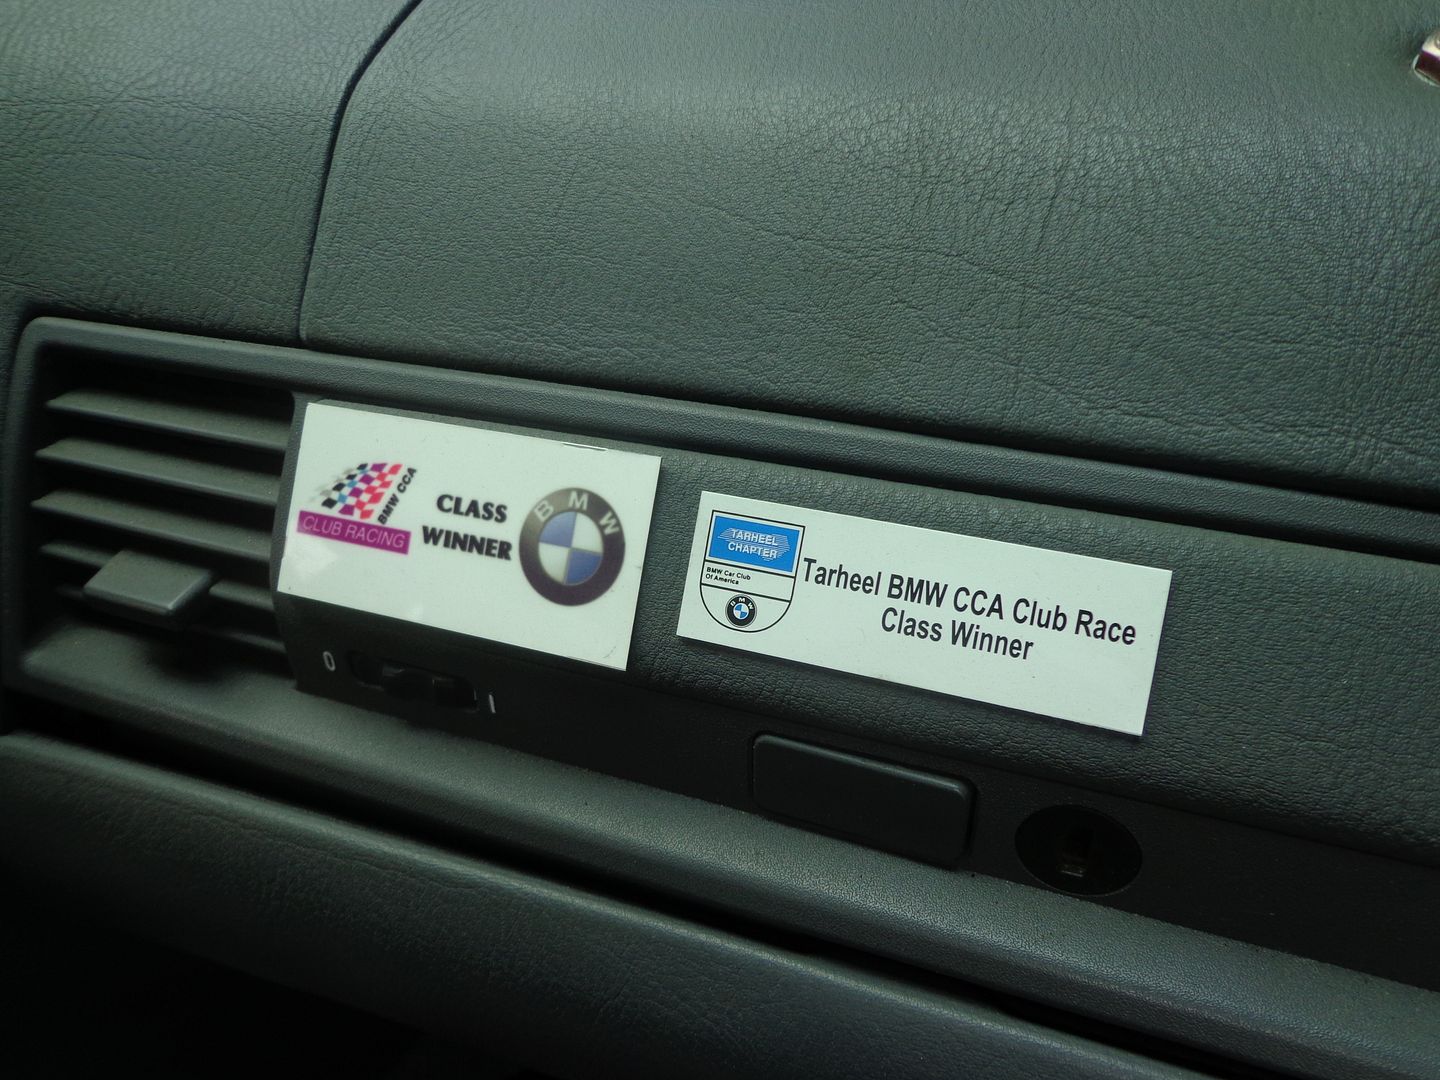 BMW CCA
CLUB RACING
CLASS
WINNER
BMW
TARHEEL
CHAPTER
BMW Car Club
Of America
BMW
Tarheel BMW CCA Club Race
Class Winner
0
I